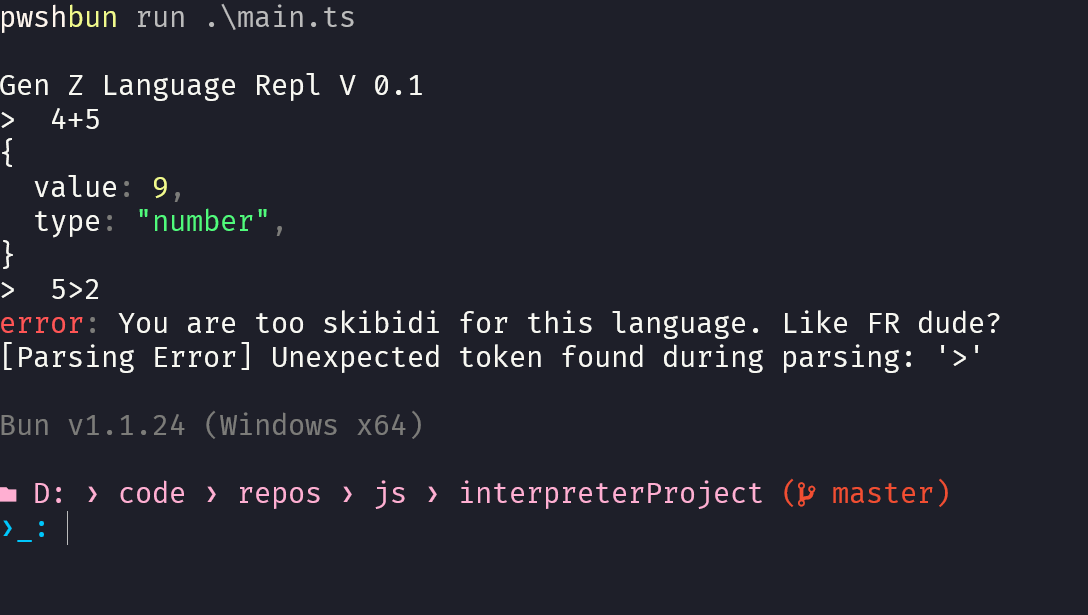 pwshbun run .\main.ts
Gen Z Language Repl V 0.1
>  4+5
{
  value: 9,
  type: "number",
}
>  5>2
error: You are too skibidi for this language. Like FR dude?
[Parsing Error] Unexpected token found during parsing: '>'
Bun v1.1.24 (Windows x64)
D: › code › repos › js › interpreterProject ( master)
›_: